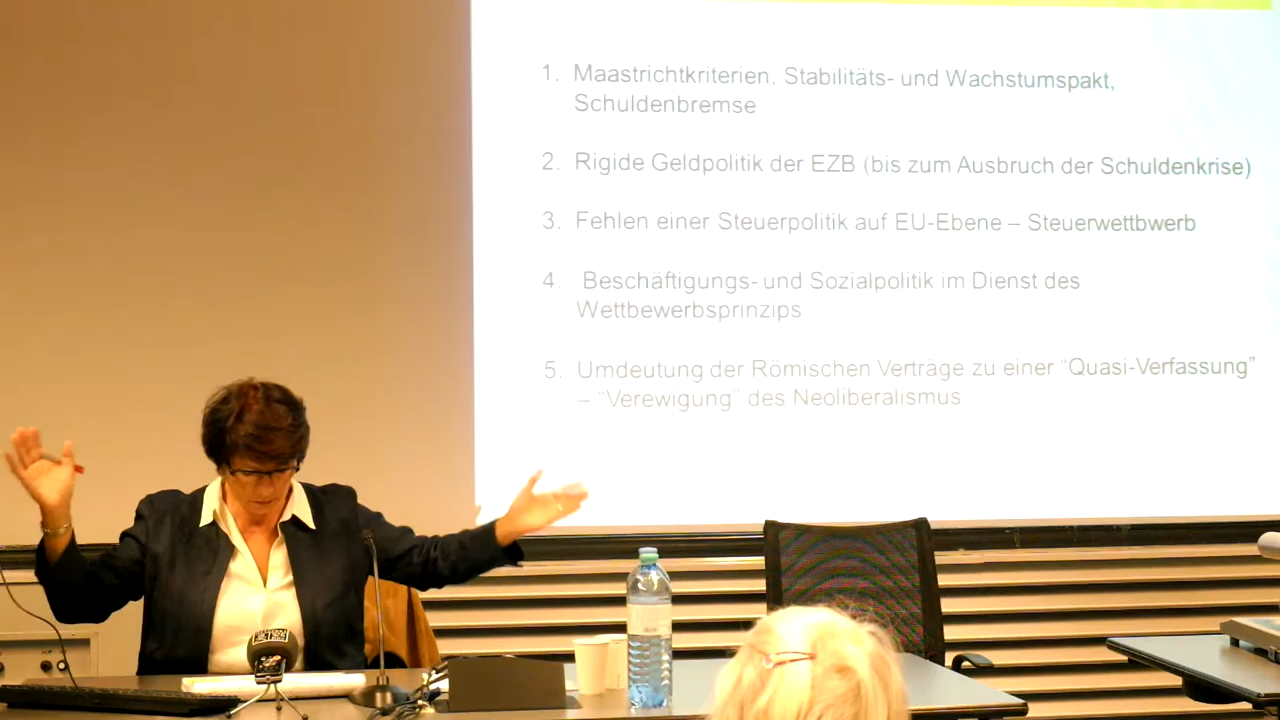 1. Maastrichtkriterien. Stabilitäts- und Wachstumspakt,
Schuldenbremse
2. Rigide Geldpolitik der EZB (bis zum Ausbruch der Schuldenkrise)
3. Fehlen einer Steuerpolitik auf EU-Ebene – Steuerwettbwerb
4. Beschäftigungs- und Sozialpolitik im Dienst des
Wettbewerbsprinzips
5. Umdeutung der Römischen Verträge zu einer “Quasi-Verfassung”
– “Verewigung” des Neoliberalismus